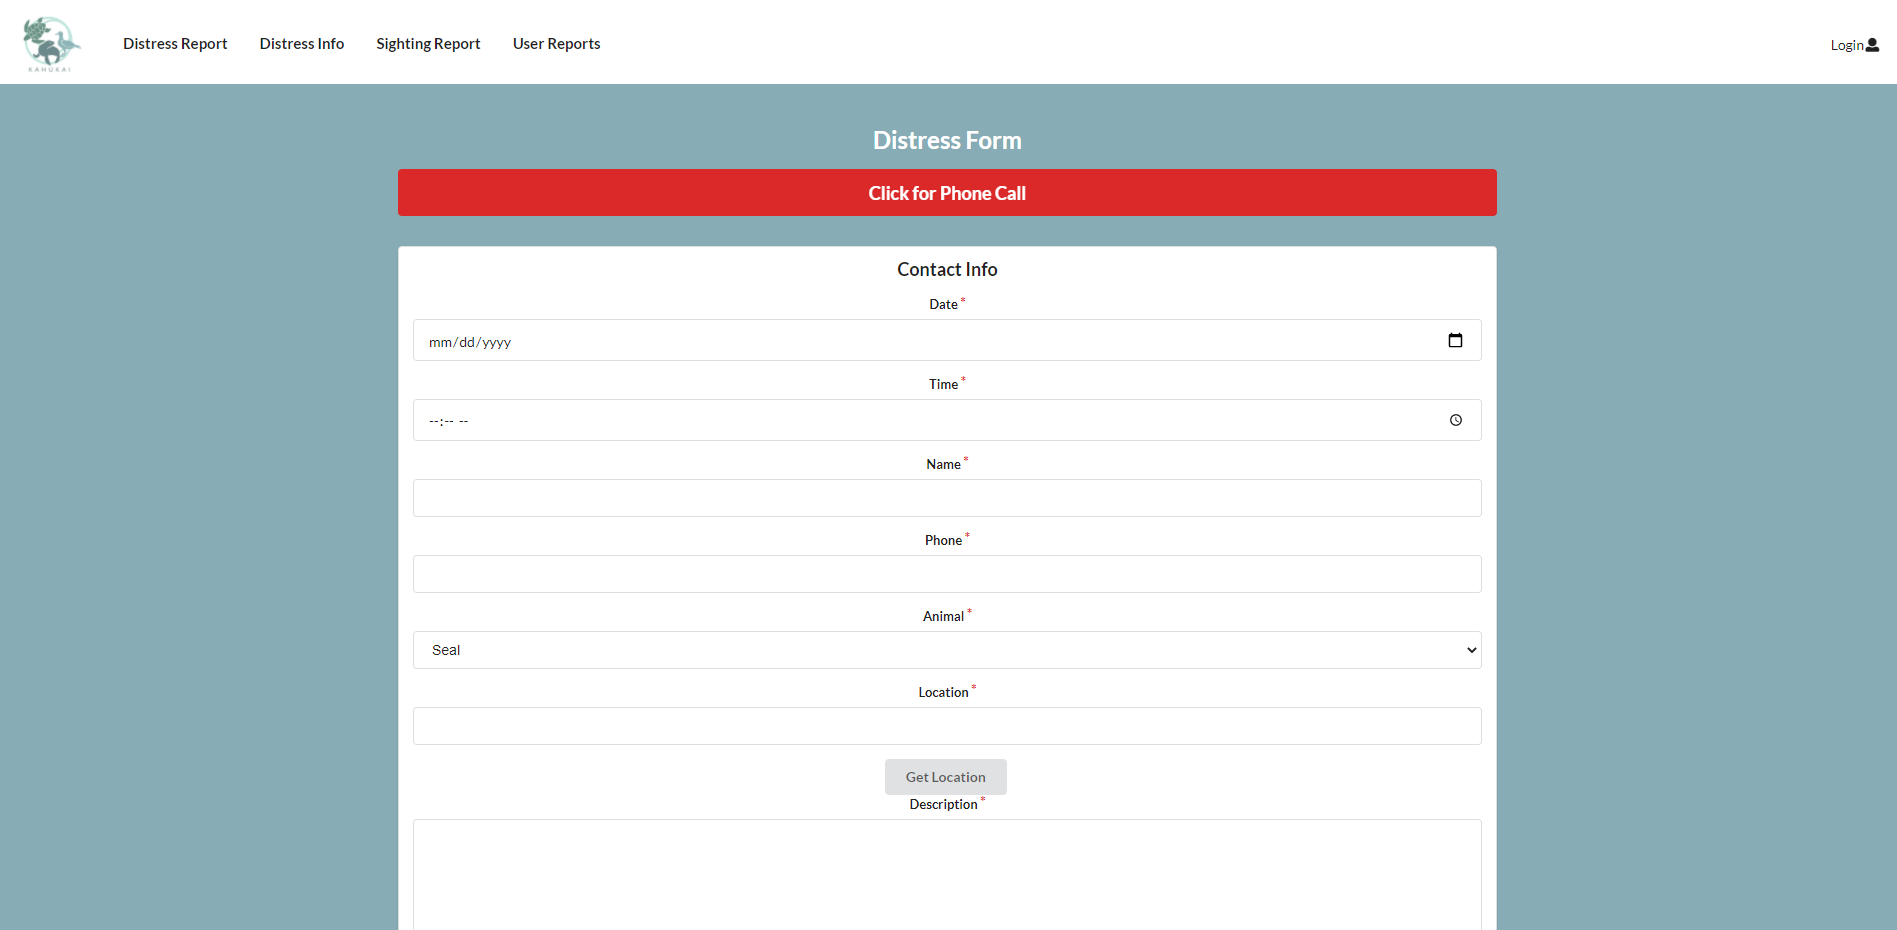 Distress Report Distress Info Sighting Report User Reports Login
KAHUKAI
Distress Form
Click for Phone Call
Contact Info
Date *
mm/dd/yyyy
Time *
--:-- --
Name *
Phone *
Animal *
Seal
Location *
Get Location
Description *